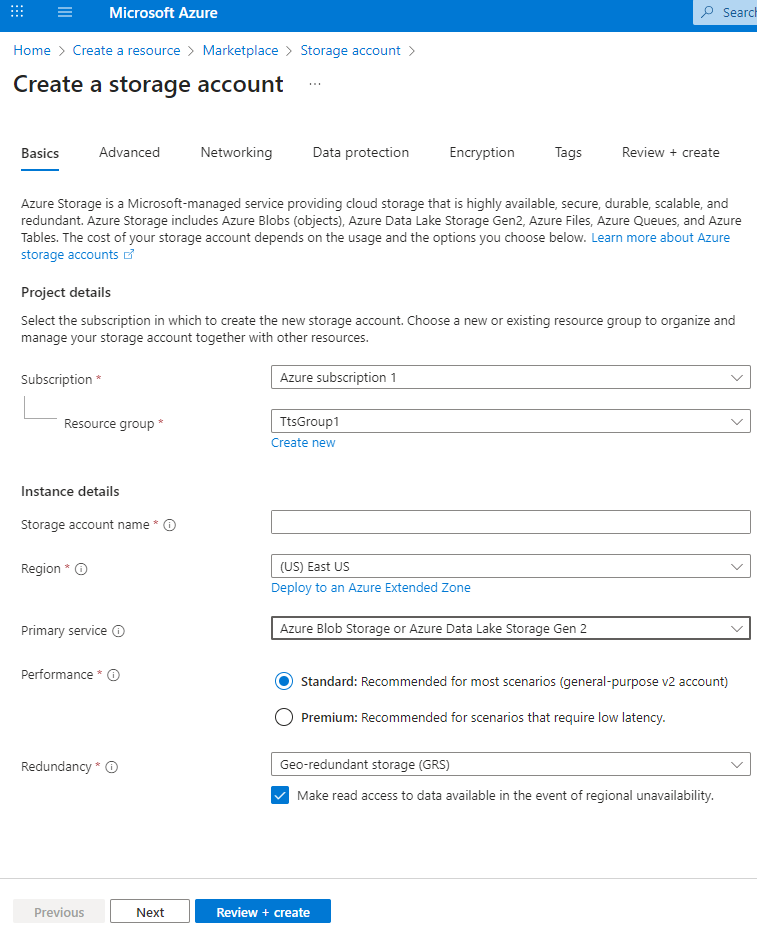 Microsoft Azure
Search
Home > Create a resource > Marketplace > Storage account >
Create a storage account ...
Basics Advanced Networking Data protection Encryption Tags Review + create
Azure Storage is a Microsoft-managed service providing cloud storage that is highly available, secure, durable, scalable, and
redundant. Azure Storage includes Azure Blobs (objects), Azure Data Lake Storage Gen2, Azure Files, Azure Queues, and Azure
Tables. The cost of your storage account depends on the usage and the options you choose below. Learn more about Azure
storage accounts
Project details
Select the subscription in which to create the new storage account. Choose a new or existing resource group to organize and
manage your storage account together with other resources.
Subscription *
Azure subscription 1
Resource group *
TtsGroup1
Create new
Instance details
Storage account name *
Region *
(US) East US
Deploy to an Azure Extended Zone
Primary service
Azure Blob Storage or Azure Data Lake Storage Gen 2
Performance *
Standard: Recommended for most scenarios (general-purpose v2 account)
Premium: Recommended for scenarios that require low latency.
Redundancy *
Geo-redundant storage (GRS)
Make read access to data available in the event of regional unavailability.
Previous
Next
Review + create